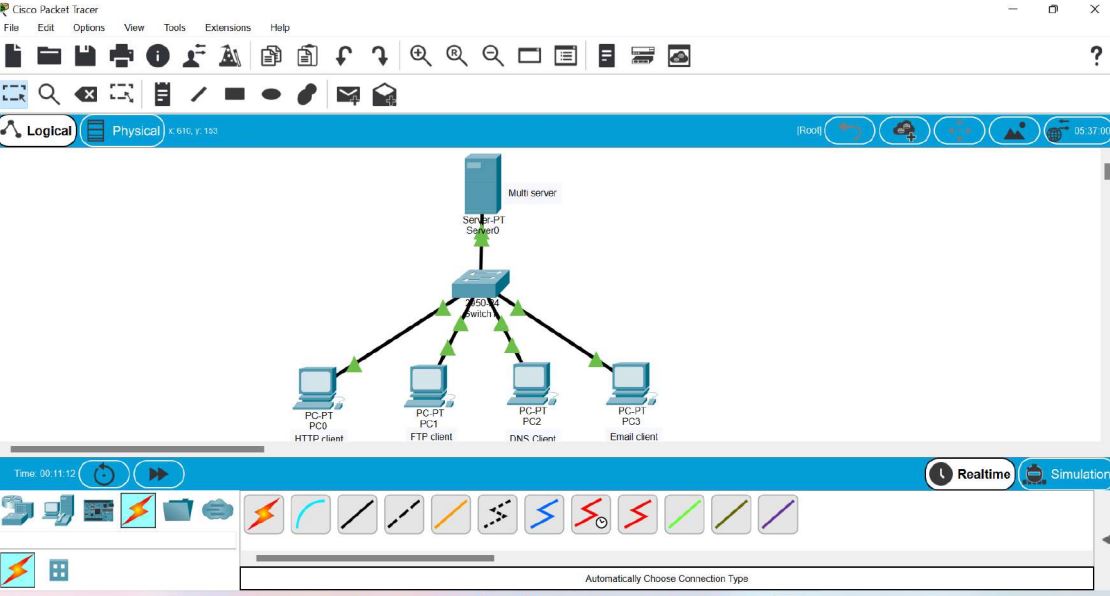 Cisco Packet Tracer
File Edit Options View Tools Extensions Help
Logical Physical x: 610, y: 153 [Root] 05:37:00
Multi server
Server-PT
Server0
2950-24
Switch1
PC-PT
PC0
HTTP client
PC-PT
PC1
FTP client
PC-PT
PC2
DNS Client
PC-PT
PC3
Email client
Time: 00:11:12 Realtime Simulation
Automatically Choose Connection Type